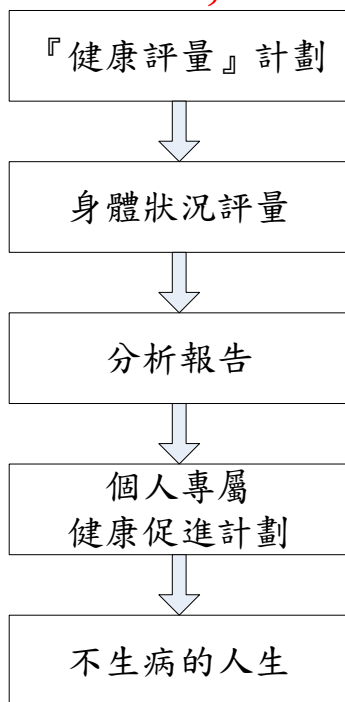 『健康評量』計劃
身體狀況評量
分析報告
個人專屬
健康促進計劃
不生病的人生